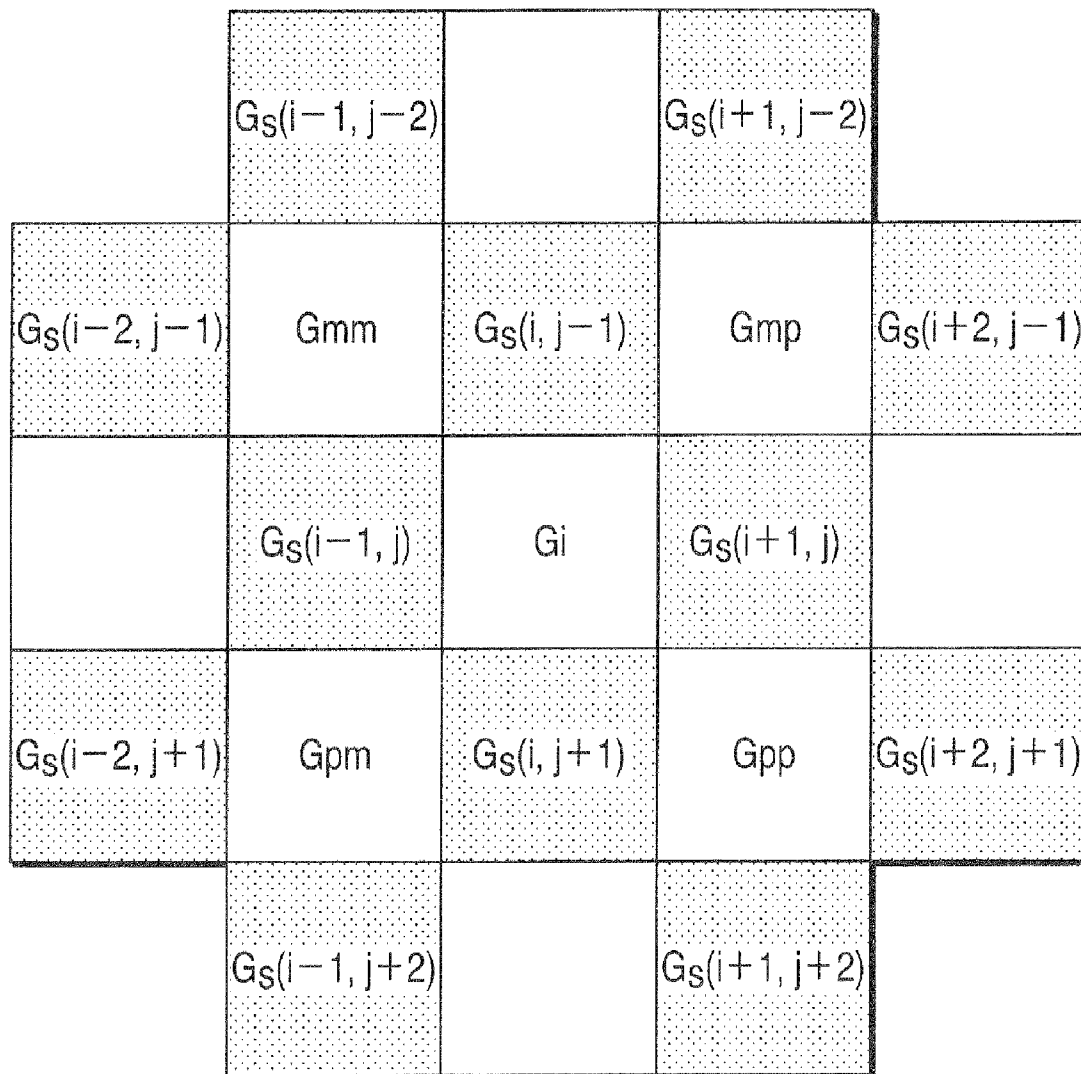 GS(i−1, j−2) GS(i+1, j−2)
GS(i−2, j−1) Gmm GS(i, j−1) Gmp GS(i+2, j−1)
GS(i−1, j) Gi GS(i+1, j)
GS(i−2, j+1) Gpm GS(i, j+1) Gpp GS(i+2, j+1)
GS(i−1, j+2) GS(i+1, j+2)